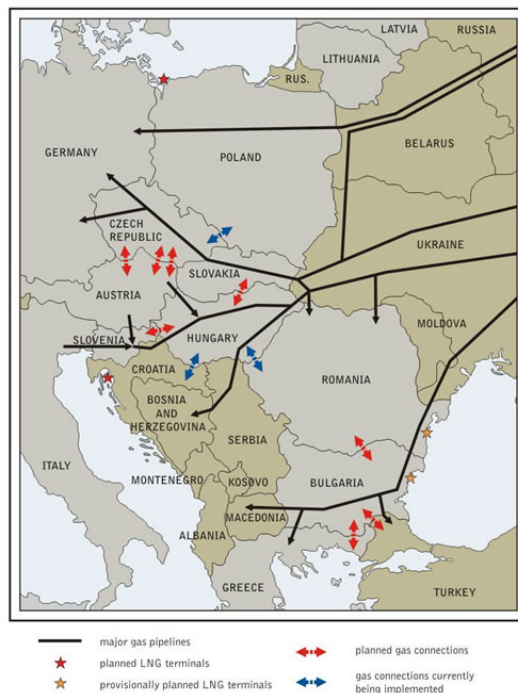 LATVIA
RUSSIA
LITHUANIA
RUS.
BELARUS
GERMANY
POLAND
CZECH
REPUBLIC
UKRAINE
SLOVAKIA
AUSTRIA
MOLDOVA
SLOVENIA
HUNGARY
CROATIA
ROMANIA
BOSNIA
AND
HERZEGOVINA
SERBIA
ITALY
BULGARIA
MONTENEGRO
KOSOVO
MACEDONIA
ALBANIA
GREECE
TURKEY
major gas pipelines
planned LNG terminals
provisionally planned LNG terminals
planned gas connections
gas connections currently
being implemented